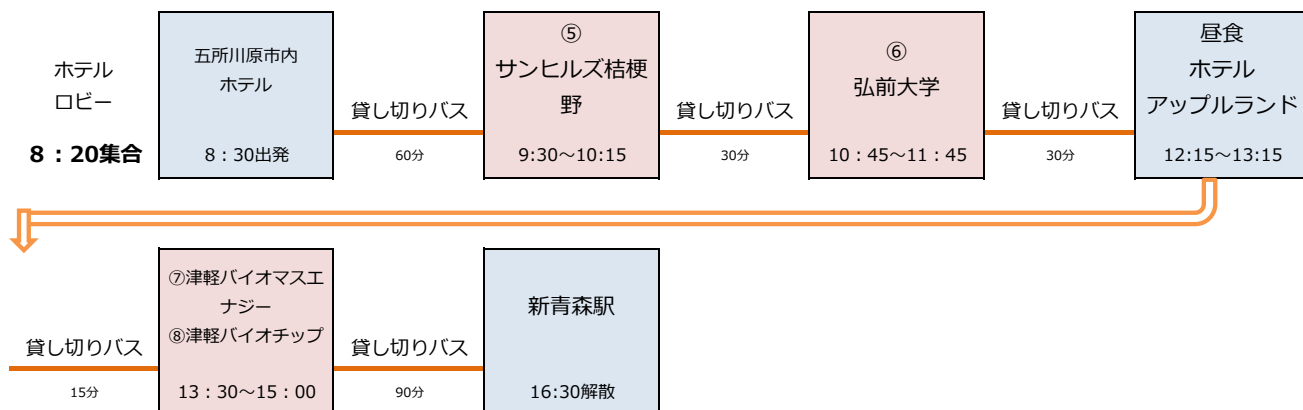 ホテル
ロビー
8：20集合
五所川原市内
ホテル
8：30出発
貸し切りバス
60分
⑤
サンヒルズ桔梗
野
9:30～10:15
貸し切りバス
30分
⑥
弘前大学
10：45～11：45
貸し切りバス
30分
昼食
ホテル
アップルランド
12:15～13:15
貸し切りバス
15分
⑦津軽バイオマスエ
ナジー
⑧津軽バイオチップ
13：30～15：00
貸し切りバス
90分
新青森駅
16:30解散